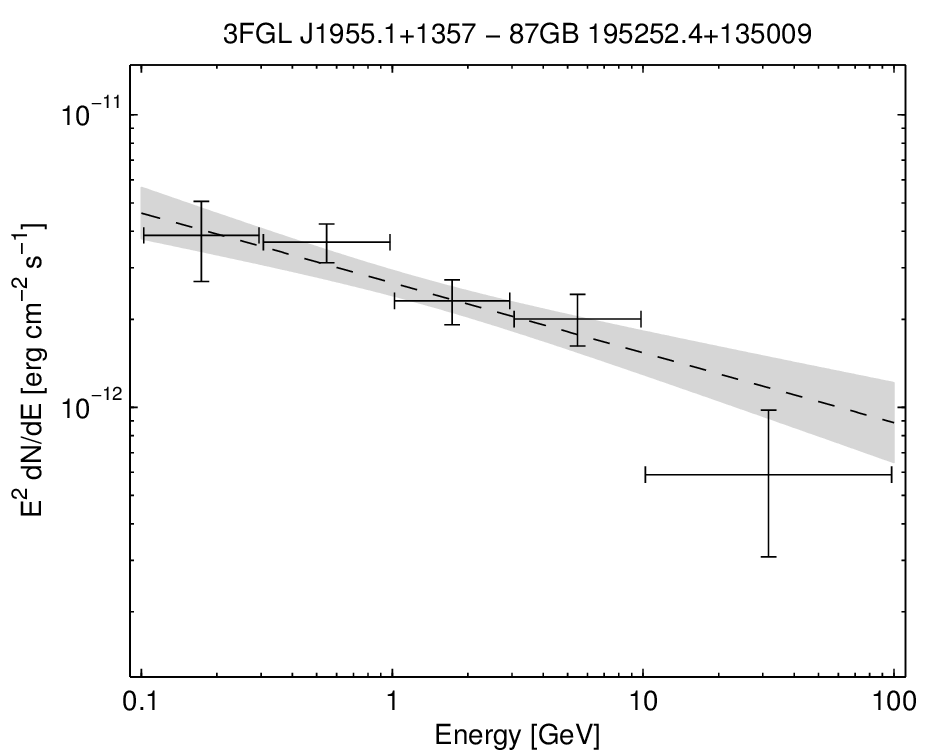 3FGL J1955.1+1357 − 87GB 195252.4+135009
10⁻¹¹
10⁻¹²
E² dN/dE [erg cm⁻² s⁻¹]
0.1 1 10 100
Energy [GeV]